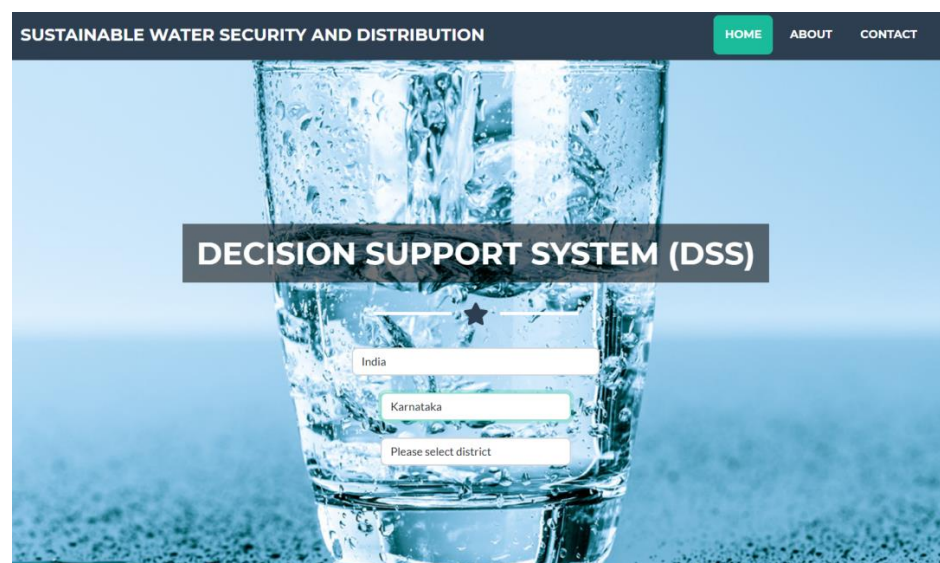 SUSTAINABLE WATER SECURITY AND DISTRIBUTION HOME ABOUT CONTACT
DECISION SUPPORT SYSTEM (DSS)
India
Karnataka
Please select district